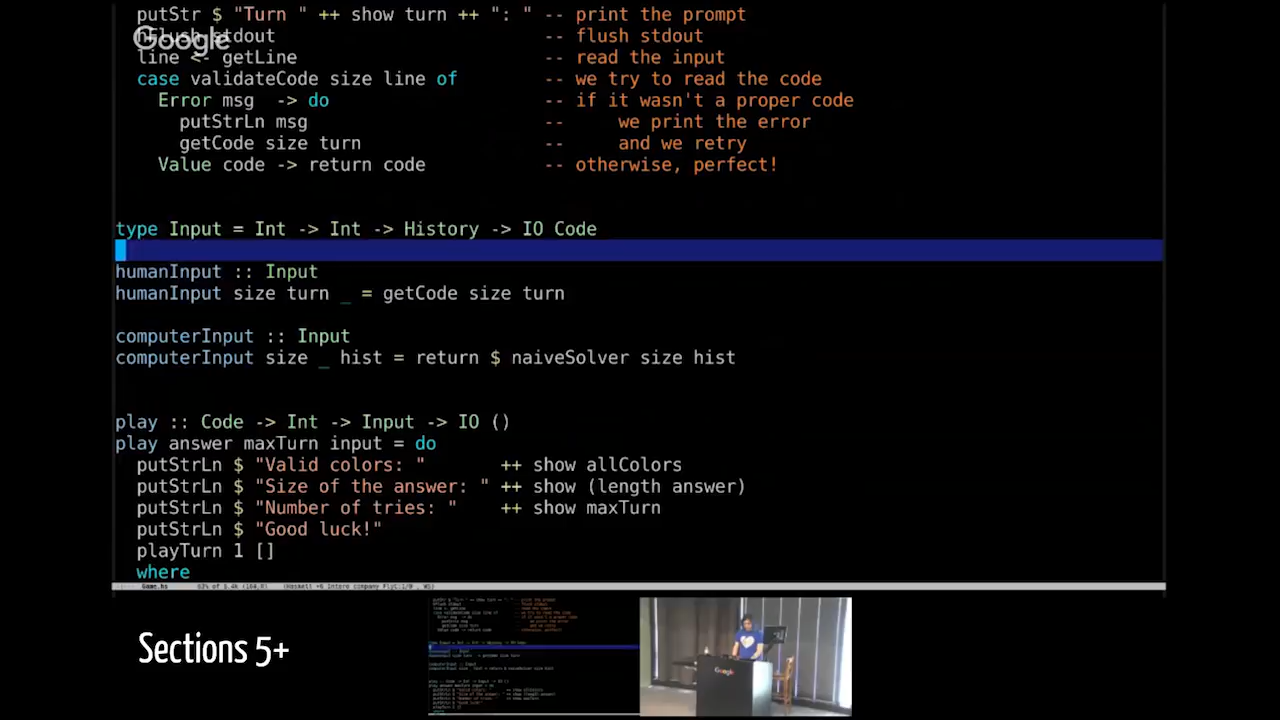 putStr $ "Turn " ++ show turn ++ ": " -- print the prompt
hFlush stdout -- flush stdout
Google
line <- getLine -- read the input
case validateCode size line of -- we try to read the code
Error msg -> do -- if it wasn't a proper code
putStrLn msg -- we print the error
getCode size turn -- and we retry
Value code -> return code -- otherwise, perfect!
type Input = Int -> Int -> History -> IO Code
humanInput :: Input
humanInput size turn _ = getCode size turn
computerInput :: Input
computerInput size _ hist = return $ naiveSolver size hist
play :: Code -> Int -> Input -> IO ()
play answer maxTurn input = do
putStrLn $ "Valid colors: " ++ show allColors
putStrLn $ "Size of the answer: " ++ show (length answer)
putStrLn $ "Number of tries: " ++ show maxTurn
putStrLn $ "Good luck!"
playTurn 1 []
where
Sections 5+
Google